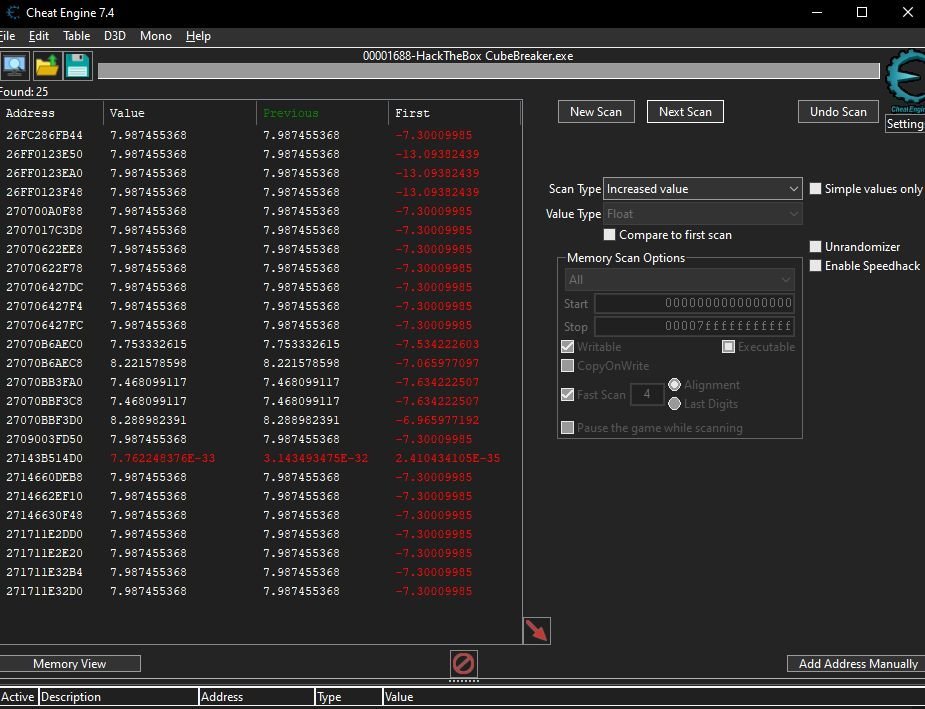 Cheat Engine 7.4
File Edit Table D3D Mono Help
00001688-HackTheBox CubeBreaker.exe
Found: 25
Cheat Engine
Settings
Address Value Previous First
26FC286FB44 7.987455368 7.987455368 -7.30009985
26FF0123E50 7.987455368 7.987455368 -13.09382439
26FF0123EA0 7.987455368 7.987455368 -13.09382439
26FF0123F48 7.987455368 7.987455368 -13.09382439
270700A0F88 7.987455368 7.987455368 -7.30009985
2707017C3D8 7.987455368 7.987455368 -7.30009985
27070622EE8 7.987455368 7.987455368 -7.30009985
27070622F78 7.987455368 7.987455368 -7.30009985
270706427DC 7.987455368 7.987455368 -7.30009985
270706427F4 7.987455368 7.987455368 -7.30009985
270706427FC 7.987455368 7.987455368 -7.30009985
27070B6AEC0 7.753332615 7.753332615 -7.534222603
27070B6AEC8 8.221578598 8.221578598 -7.065977097
27070BB3FA0 7.468099117 7.468099117 -7.634222507
27070BBF3C8 7.468099117 7.468099117 -7.634222507
27070BBF3D0 8.288982391 8.288982391 -6.965977192
2709003FD50 7.987455368 7.987455368 -7.30009985
27143B514D0 7.762248376E-33 3.143493475E-32 2.410434105E-35
2714660DEB8 7.987455368 7.987455368 -7.30009985
2714662EF10 7.987455368 7.987455368 -7.30009985
27146630F48 7.987455368 7.987455368 -7.30009985
271711E2DD0 7.987455368 7.987455368 -7.30009985
271711E2E20 7.987455368 7.987455368 -7.30009985
271711E32B4 7.987455368 7.987455368 -7.30009985
271711E32D0 7.987455368 7.987455368 -7.30009985
New Scan Next Scan Undo Scan
Scan Type Increased value Simple values only
Value Type Float
Compare to first scan
Unrandomizer
Enable Speedhack
Memory Scan Options
All
Start 0000000000000000
Stop 00007fffffffffff
Writable Executable
CopyOnWrite
Fast Scan 4 Alignment
Last Digits
Pause the game while scanning
Memory View Add Address Manually
Active Description Address Type Value